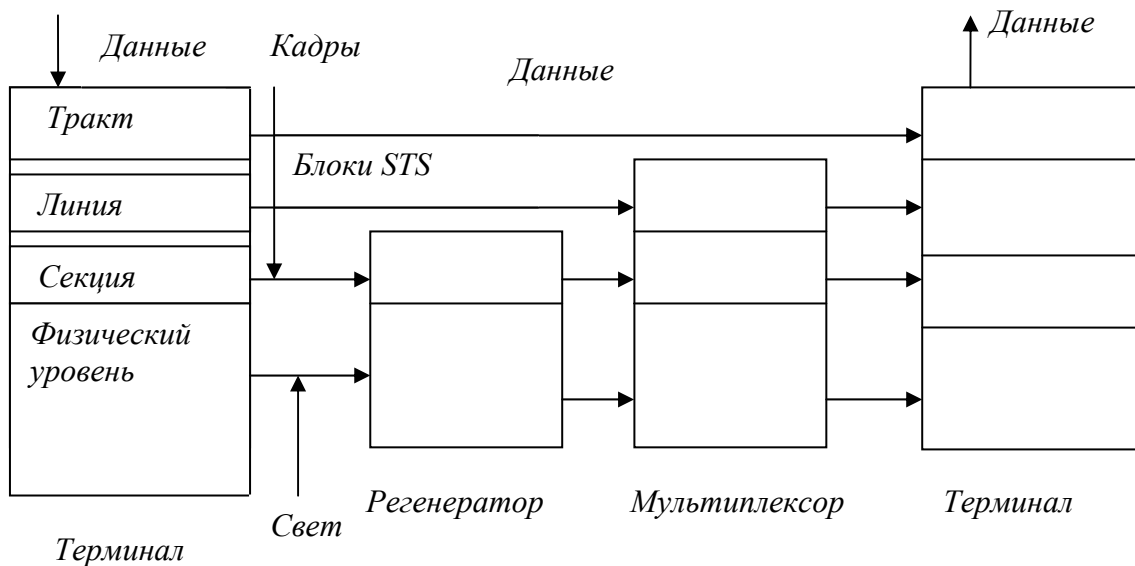 Данные
Кадры
Данные
Данные
Тракт
Блоки STS
Линия
Секция
Физический
уровень
Регенератор
Мультиплексор
Терминал
Свет
Терминал